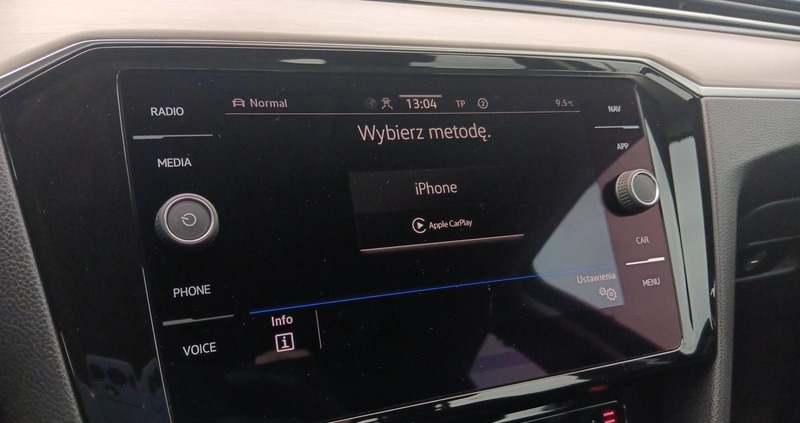 RADIO
MEDIA
PHONE
VOICE
Normal 13:04 TP 2 9.5°C
Wybierz metodę.
iPhone
Apple CarPlay
Ustawienia
Info
i
NAV
APP
CAR
MENU